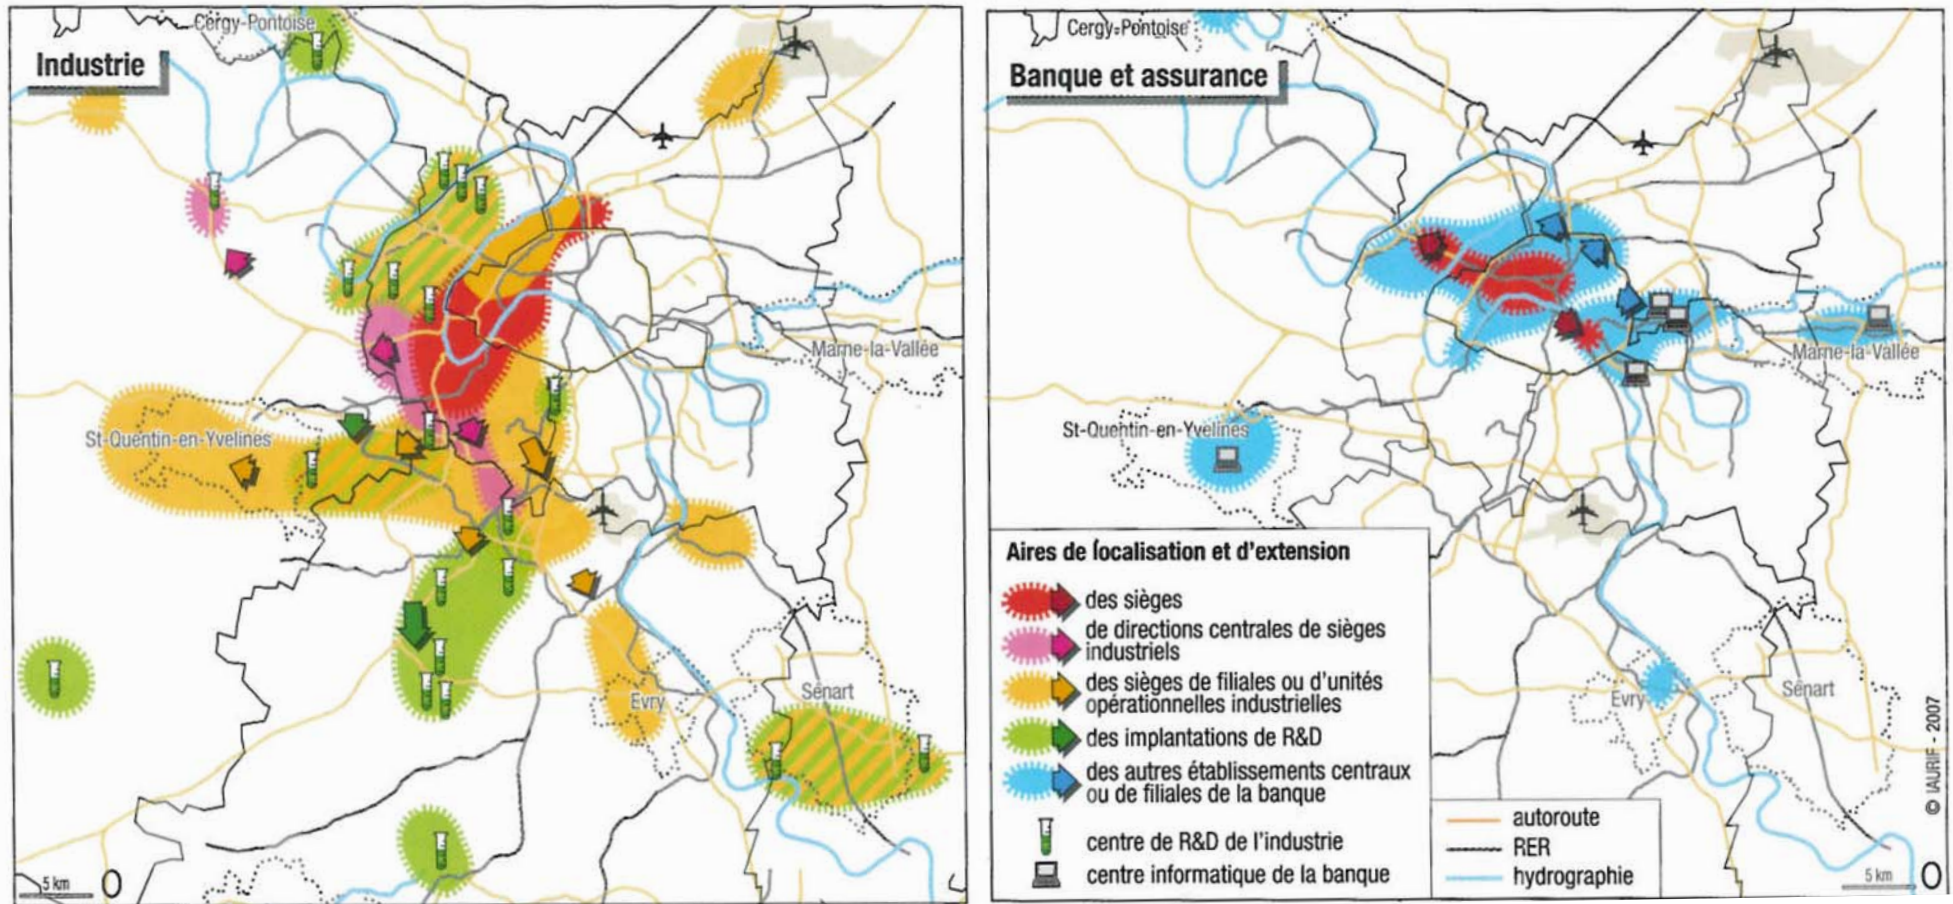 Cergy-Pontoise
Industrie
St-Quentin-en-Yvelines
Marne-la-Vallée
Evry
Sénart
5 km
Cergy-Pontoise
Banque et assurance
Marne-la-Vallée
St-Quentin-en-Yvelines
Evry
Sénart
Aires de localisation et d'extension
des sièges
de directions centrales de sièges
industriels
des sièges de filiales ou d'unités
opérationnelles industrielles
des implantations de R&D
des autres établissements centraux
ou de filiales de la banque
centre de R&D de l'industrie
centre informatique de la banque
autoroute
RER
hydrographie
5 km
© IAURIF - 2007